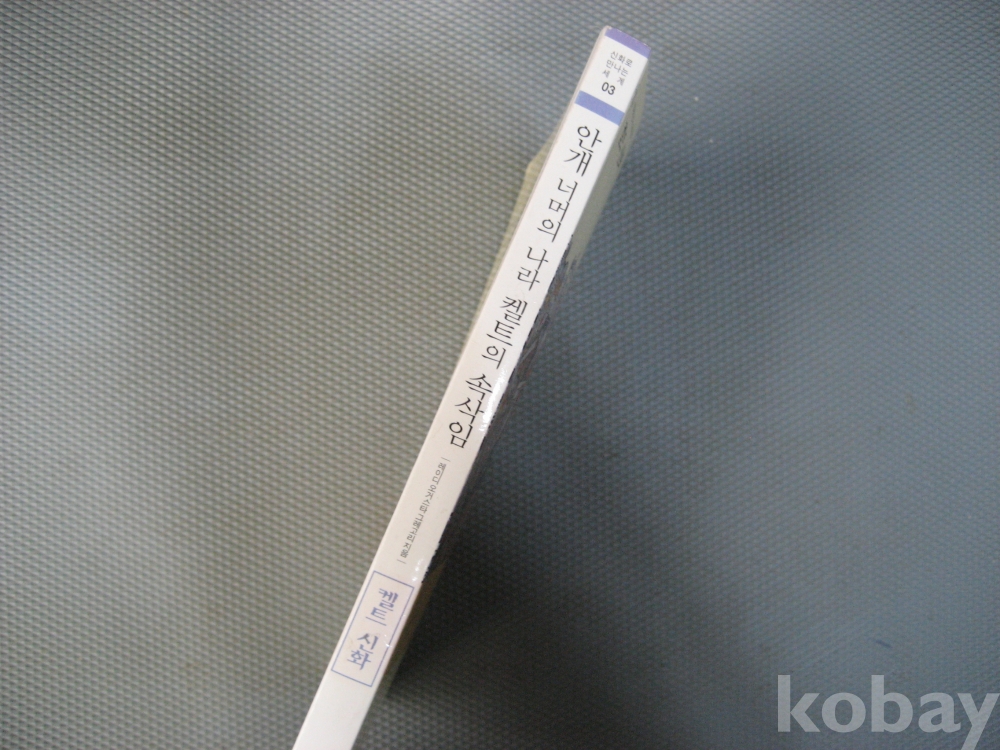 신화로
만나는
세계
03
안개 너머의 나라 켈트의 속삭임
켈트 신화
kobay